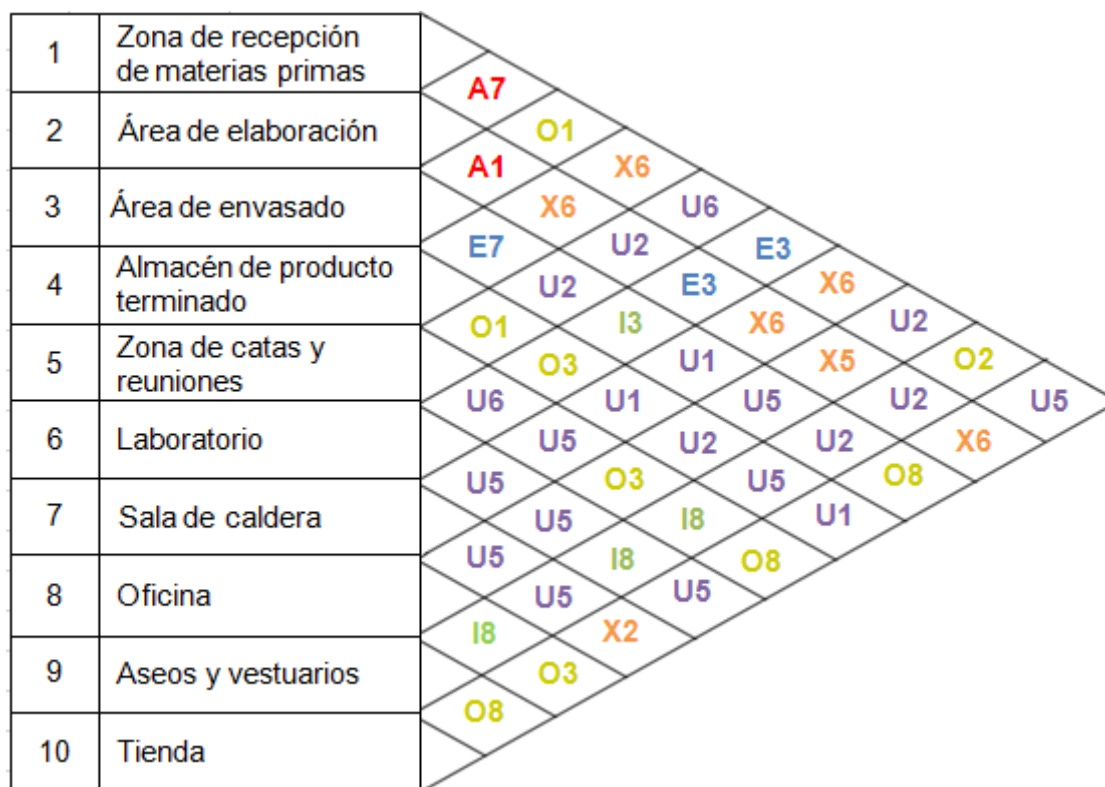 1 Zona de recepción
de materias primas
A7
2 Área de elaboración O1
A1 X6
3 Área de envasado X6 U6
E7 U2 E3
4 Almacén de producto
terminado
U2 E3 X6
O1 I3 X6 U2
5 Zona de catas y
reuniones
O3 U1 X5 O2
U6 U1 U5 U2 U5
6 Laboratorio U5 U2 U2 X6
U5 O3 U5 O8
7 Sala de caldera U5 I8 U1
U5 I8 O8
8 Oficina U5 U5
I8 X2
9 Aseos y vestuarios O3
O8
10 Tienda